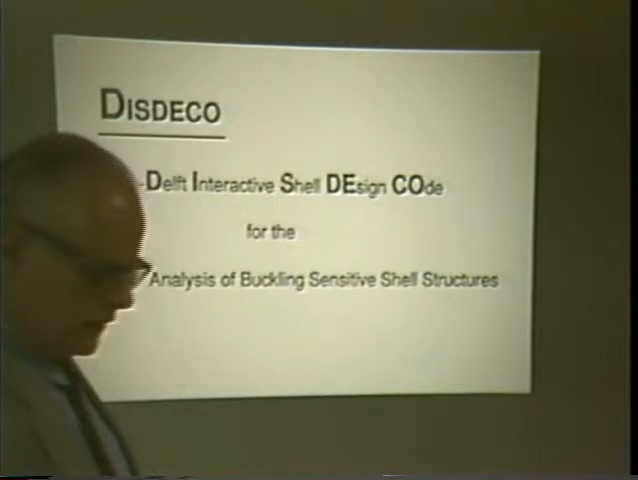 DISDECO
Delft Interactive Shell DEsign COde
for the
Analysis of Buckling Sensitive Shell Structures